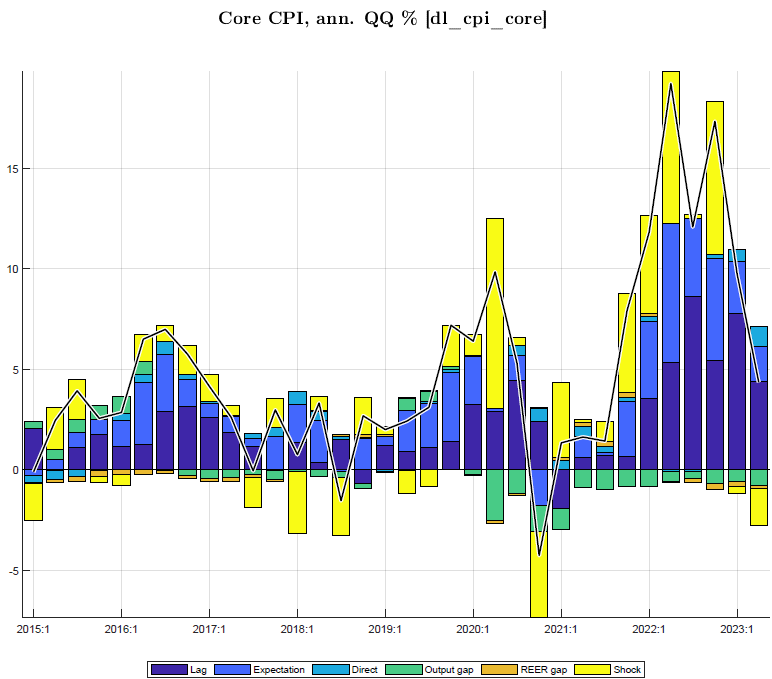 Core CPI, ann. QQ % [dl_cpi_core]
15
10
5
0
-5
2015:1 2016:1 2017:1 2018:1 2019:1 2020:1 2021:1 2022:1 2023:1
Lag Expectation Direct Output gap REER gap Shock